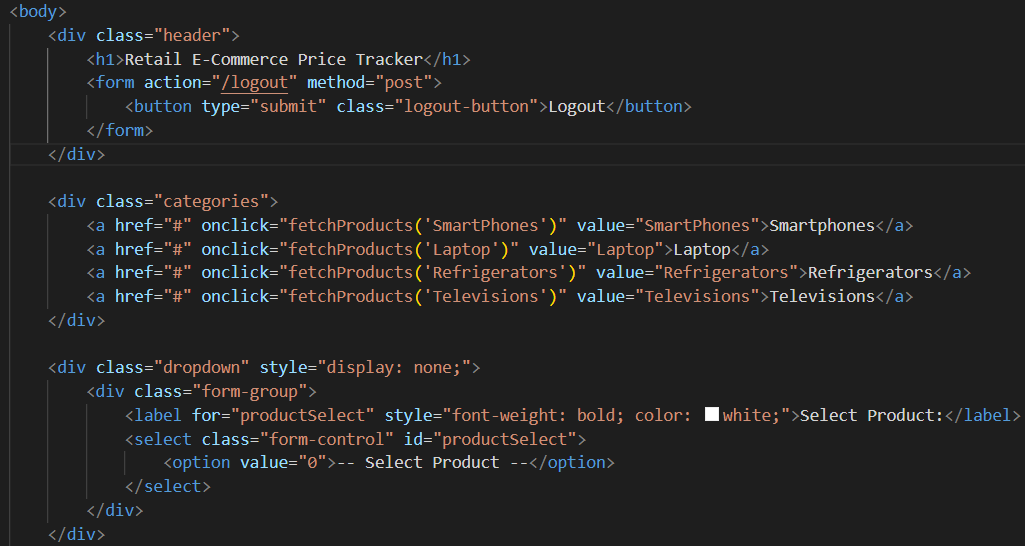 <body>
    <div class="header">
        <h1>Retail E-Commerce Price Tracker</h1>
        <form action="/logout" method="post">
            <button type="submit" class="logout-button">Logout</button>
        </form>
    </div>

    <div class="categories">
        <a href="#" onclick="fetchProducts('SmartPhones')" value="SmartPhones">Smartphones</a>
        <a href="#" onclick="fetchProducts('Laptop')" value="Laptop">Laptop</a>
        <a href="#" onclick="fetchProducts('Refrigerators')" value="Refrigerators">Refrigerators</a>
        <a href="#" onclick="fetchProducts('Televisions')" value="Televisions">Televisions</a>
    </div>

    <div class="dropdown" style="display: none;">
        <div class="form-group">
            <label for="productSelect" style="font-weight: bold; color: white;">Select Product:</label>
            <select class="form-control" id="productSelect">
                <option value="0">-- Select Product --</option>
            </select>
        </div>
    </div>